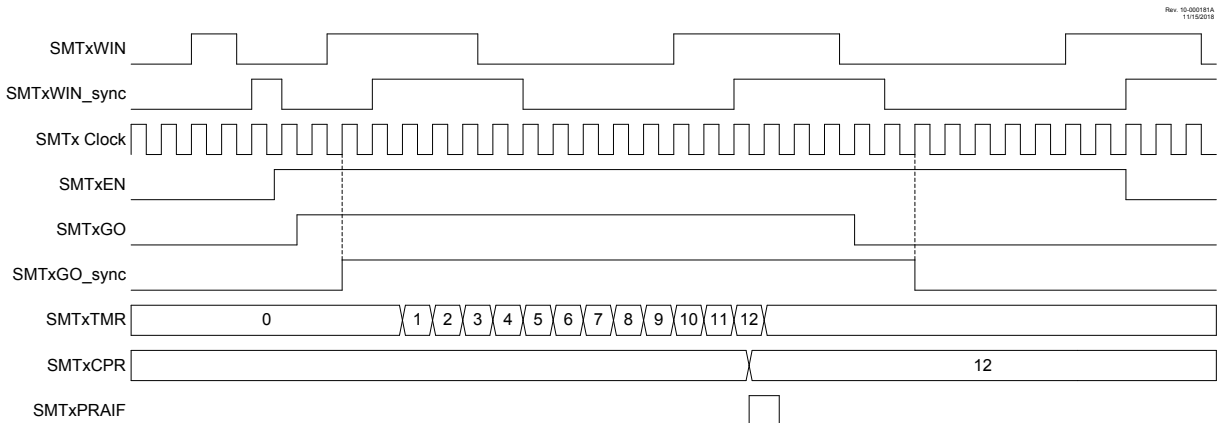 Rev. 10-000181A
11/15/2018
SMTxWIN
SMTxWIN_sync
SMTx Clock
SMTxEN
SMTxGO
SMTxGO_sync
SMTxTMR 0 1 2 3 4 5 6 7 8 9 10 11 12
SMTxCPR 12
SMTxPRAIF